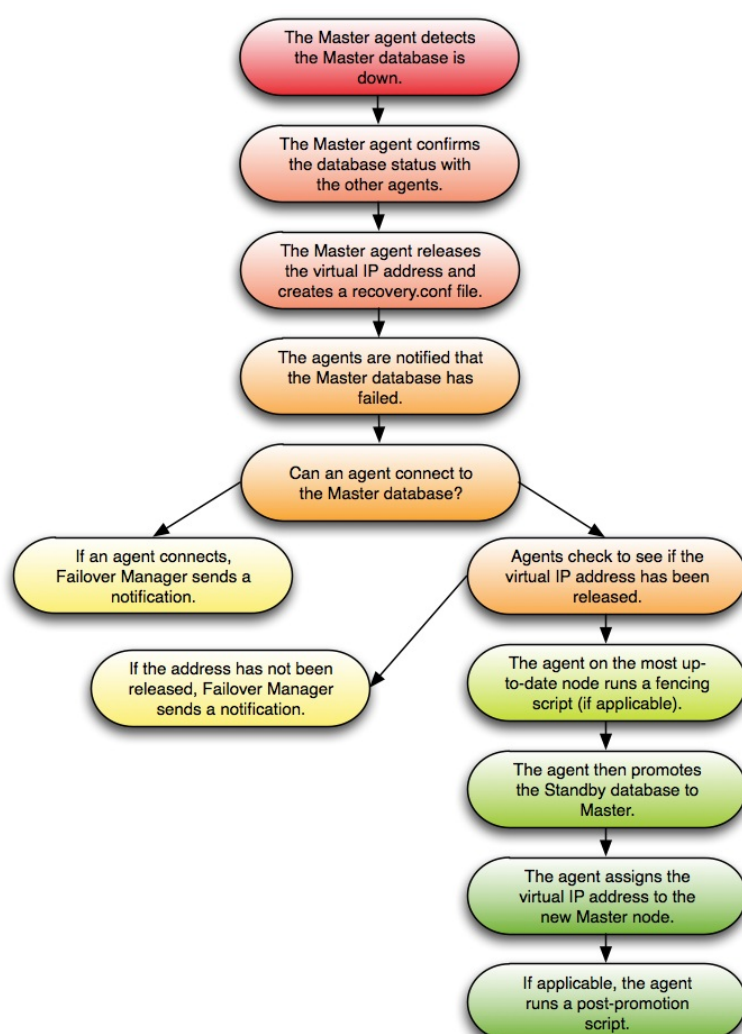 The Master agent detects
the Master database is
down.
The Master agent confirms
the database status with
the other agents.
The Master agent releases
the virtual IP address and
creates a recovery.conf file.
The agents are notified that
the Master database has
failed.
Can an agent connect to
the Master database?
If an agent connects,
Failover Manager sends a
notification.
Agents check to see if the
virtual IP address has been
released.
If the address has not been
released, Failover Manager
sends a notification.
The agent on the most up-
to-date node runs a fencing
script (if applicable).
The agent then promotes
the Standby database to
Master.
The agent assigns the
virtual IP address to the
new Master node.
If applicable, the agent
runs a post-promotion
script.